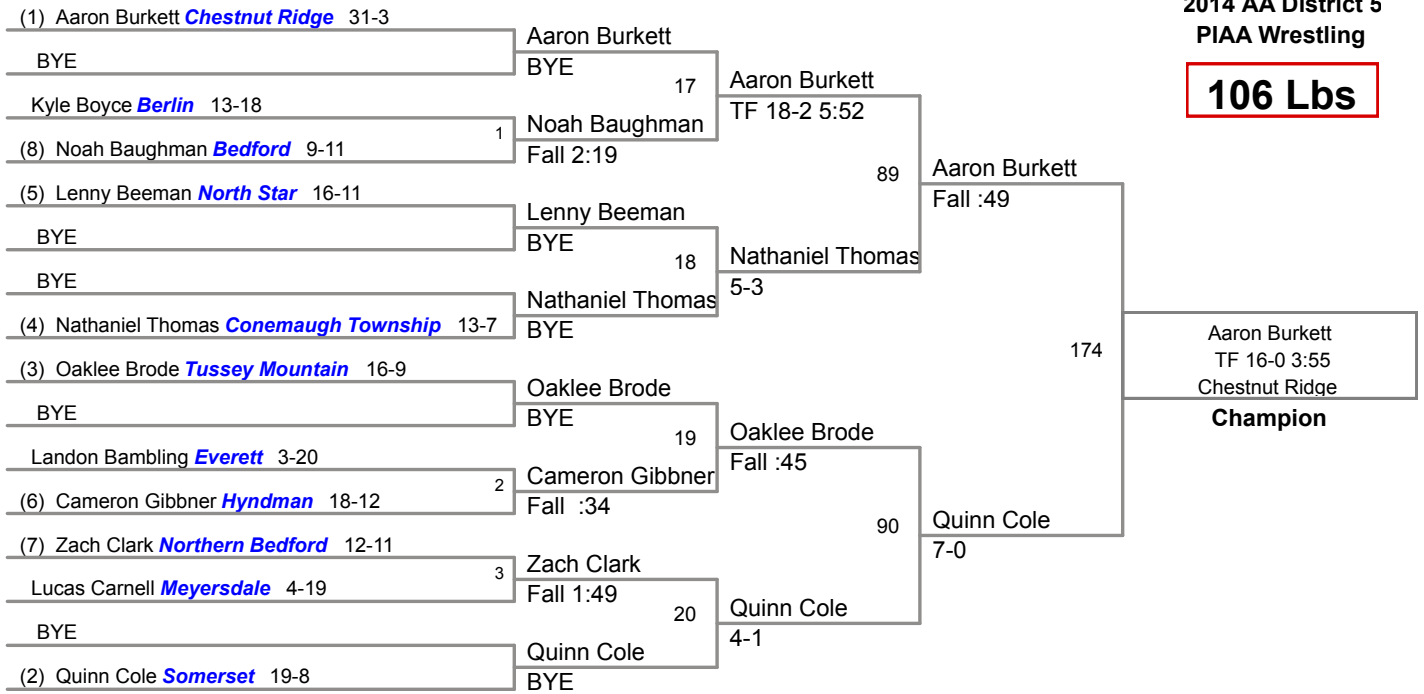 2014 AA District 5
PIAA Wrestling
106 Lbs
(1) Aaron Burkett Chestnut Ridge 31-3
BYE
Kyle Boyce Berlin 13-18
(8) Noah Baughman Bedford 9-11
(5) Lenny Beeman North Star 16-11
BYE
BYE
(4) Nathaniel Thomas Conemaugh Township 13-7
(3) Oaklee Brode Tussey Mountain 16-9
BYE
Landon Bambling Everett 3-20
(6) Cameron Gibbner Hyndman 18-12
(7) Zach Clark Northern Bedford 12-11
Lucas Carnell Meyersdale 4-19
BYE
(2) Quinn Cole Somerset 19-8
1
2
3
Aaron Burkett
BYE
Noah Baughman
Fall 2:19
Lenny Beeman
BYE
Nathaniel Thomas
BYE
Oaklee Brode
BYE
Cameron Gibbner
Fall :34
Zach Clark
Fall 1:49
Quinn Cole
BYE
17
18
19
20
Aaron Burkett
TF 18-2 5:52
Nathaniel Thomas
5-3
Oaklee Brode
Fall :45
Quinn Cole
4-1
89
90
Aaron Burkett
Fall :49
Quinn Cole
7-0
174
Aaron Burkett
TF 16-0 3:55
Chestnut Ridge
Champion